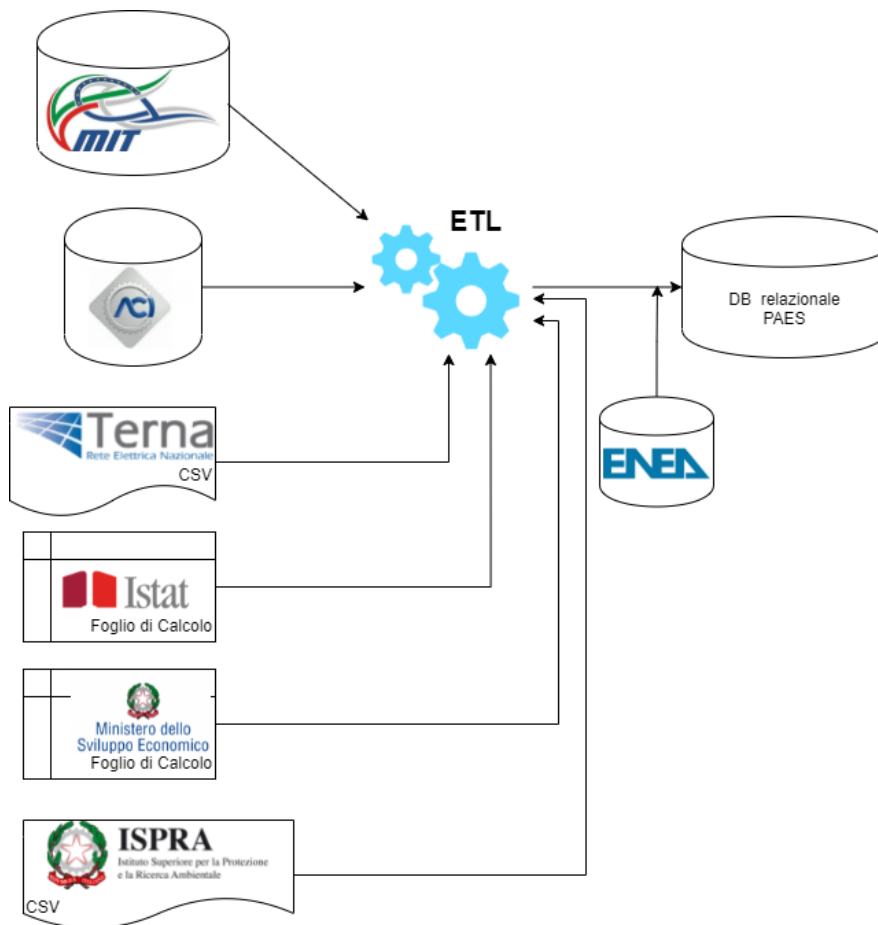 MIT
ETL
ACI
DB relazionale
PAES
Terna
Rete Elettrica Nazionale
CSV
ENEA
Istat
Foglio di Calcolo
Ministero dello
Sviluppo Economico
Foglio di Calcolo
ISPRA
Istituto Superiore per la Protezione
e la Ricerca Ambientale
CSV